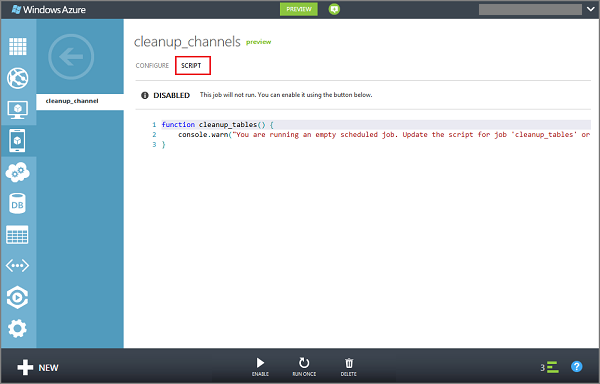 Windows Azure
PREVIEW
cleanup_channels preview
CONFIGURE SCRIPT
cleanup_channel
DISABLED This job will not run. You can enable it using the button below.
1 function cleanup_tables() {
2 console.warn("You are running an empty scheduled job. Update the script for job 'cleanup_tables' or
3 }
DB
NEW
ENABLE
RUN ONCE
DELETE
3
?